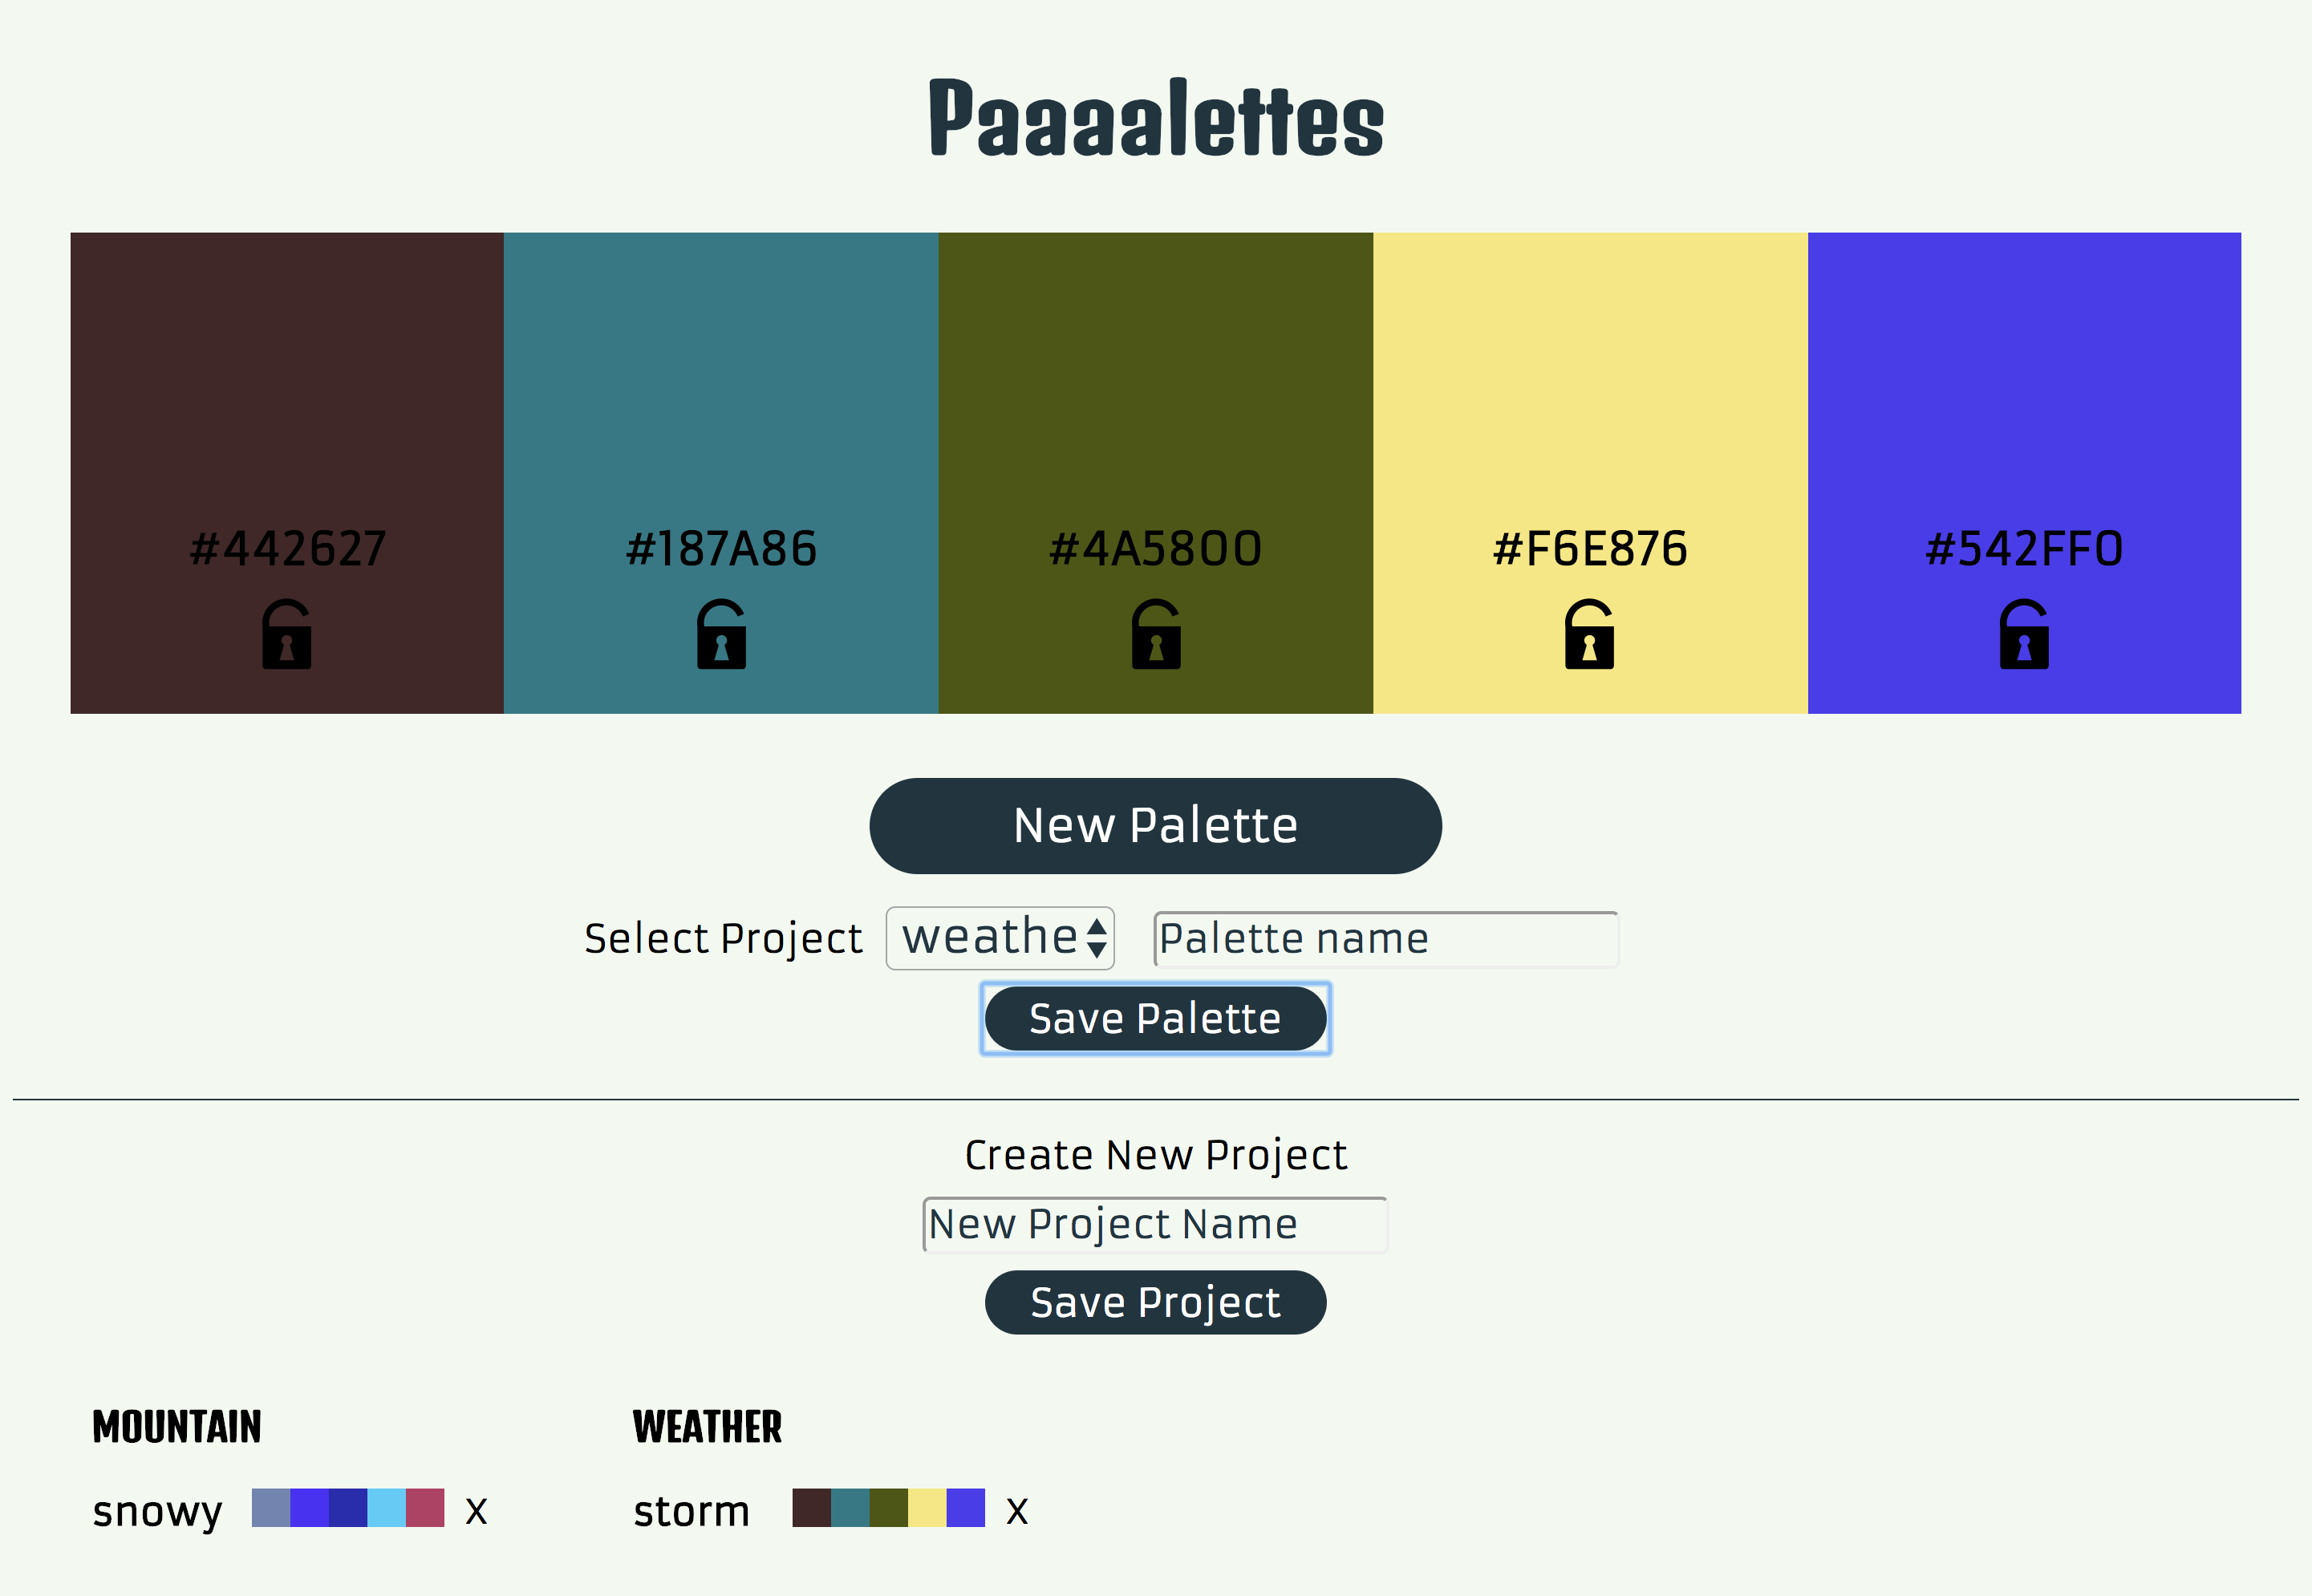 Paaaalettes
#442627 #187A86 #4A5800 #F6E876 #542FF0
New Palette
Select Project weathe Palette name
Save Palette
Create New Project
New Project Name
Save Project
MOUNTAIN WEATHER
snowy X storm X